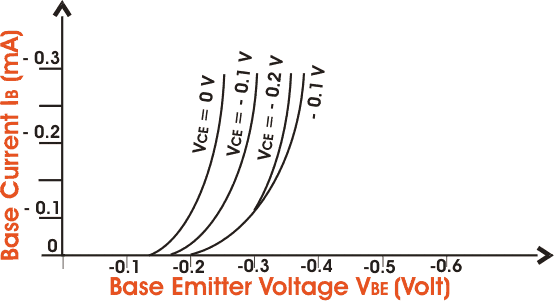 Base Current IB (mA)
- 0.3
- 0.2
- 0.1
0
VCE = 0 V
VCE = - 0.1 V
VCE = - 0.2 V
- 0.1 V
-0.1 -0.2 -0.3 -0.4 -0.5 -0.6
Base Emitter Voltage VBE (Volt)